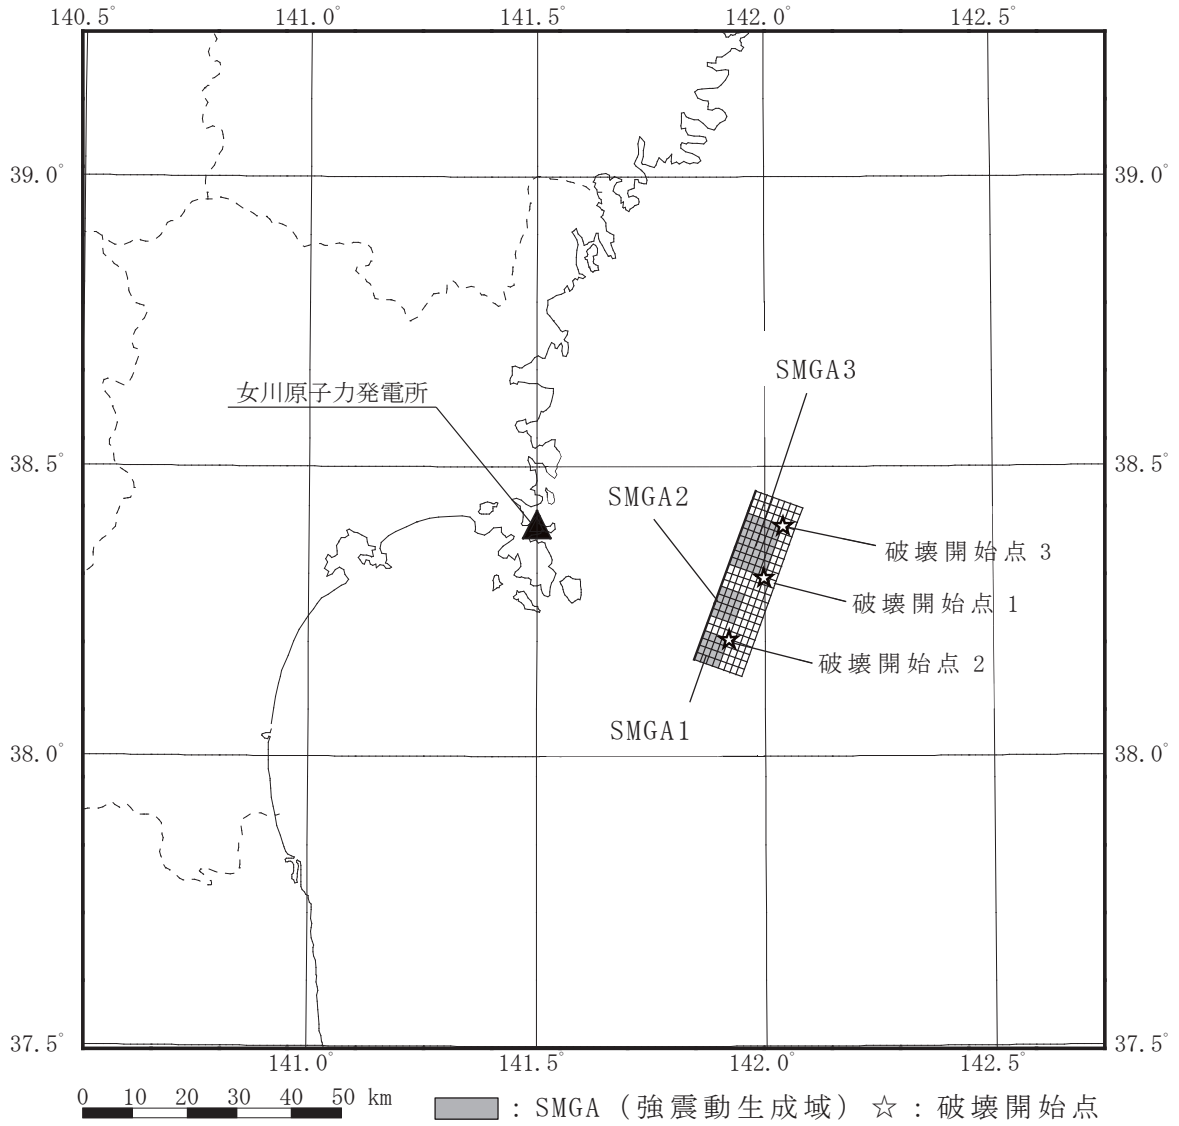 140.5° 141.0° 141.5° 142.0° 142.5°
39.0° 39.0°
SMGA3
女川原子力発電所
38.5° 38.5°
SMGA2
破壊開始点 3
破壊開始点 1
破壊開始点 2
SMGA1
38.0° 38.0°
37.5° 37.5°
141.0° 141.5° 142.0° 142.5°
0 10 20 30 40 50 km
: SMGA (強震動生成域) ☆ : 破壊開始点